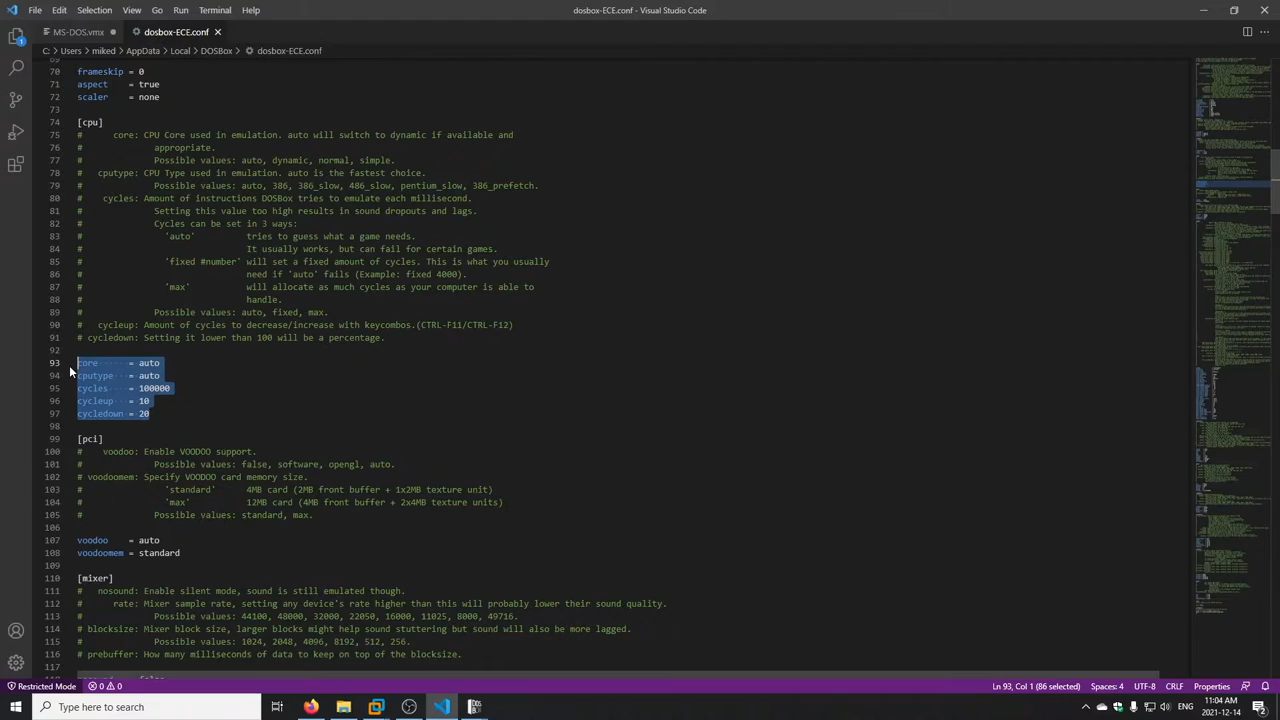 File Edit Selection View Go Run Terminal Help
dosbox-ECE.conf - Visual Studio Code
MS-DOS.vmx
dosbox-ECE.conf
C: > Users > miked > AppData > Local > DOSBox > dosbox-ECE.conf
69
70 frameskip = 0
71 aspect = true
72 scaler = none
73
74 [cpu]
75 # core: CPU Core used in emulation. auto will switch to dynamic if available and
76 # appropriate.
77 # Possible values: auto, dynamic, normal, simple.
78 # cputype: CPU Type used in emulation. auto is the fastest choice.
79 # Possible values: auto, 386, 386_slow, 486_slow, pentium_slow, 386_prefetch.
80 # cycles: Amount of instructions DOSBox tries to emulate each millisecond.
81 # Setting this value too high results in sound dropouts and lags.
82 # Cycles can be set in 3 ways:
83 # 'auto' tries to guess what a game needs.
84 # It usually works, but can fail for certain games.
85 # 'fixed #number' will set a fixed amount of cycles. This is what you usually
86 # need if 'auto' fails (Example: fixed 4000).
87 # 'max' will allocate as much cycles as your computer is able to
88 # handle.
89 # Possible values: auto, fixed, max.
90 # cycleup: Amount of cycles to decrease/increase with keycombos.(CTRL-F11/CTRL-F12)
91 # cycledown: Setting it lower than 100 will be a percentage.
92
93 core = auto
94 cputype = auto
95 cycles = 100000
96 cycleup = 10
97 cycledown = 20
98
99 [pci]
100 # voodoo: Enable VOODOO support.
101 # Possible values: false, software, opengl, auto.
102 # voodoomem: Specify VOODOO card memory size.
103 # 'standard' 4MB card (2MB front buffer + 1x2MB texture unit)
104 # 'max' 12MB card (4MB front buffer + 2x4MB texture units)
105 # Possible values: standard, max.
106
107 voodoo = auto
108 voodoomem = standard
109
110 [mixer]
111 # nosound: Enable silent mode, sound is still emulated though.
112 # rate: Mixer sample rate, setting any device's rate higher than this will probably lower their sound quality.
113 # Possible values: 44100, 48000, 32000, 22050, 16000, 11025, 8000, 49716.
114 # blocksize: Mixer block size, larger blocks might help sound stuttering but sound will also be more lagged.
115 # Possible values: 1024, 2048, 4096, 8192, 512, 256.
116 # prebuffer: How many milliseconds of data to keep on top of the blocksize.
117
Restricted Mode 0 0
Ln 93, Col 1 (86 selected) Spaces: 4 UTF-8 CRLF Properties
Type here to search
11:04 AM
2021-12-14
2